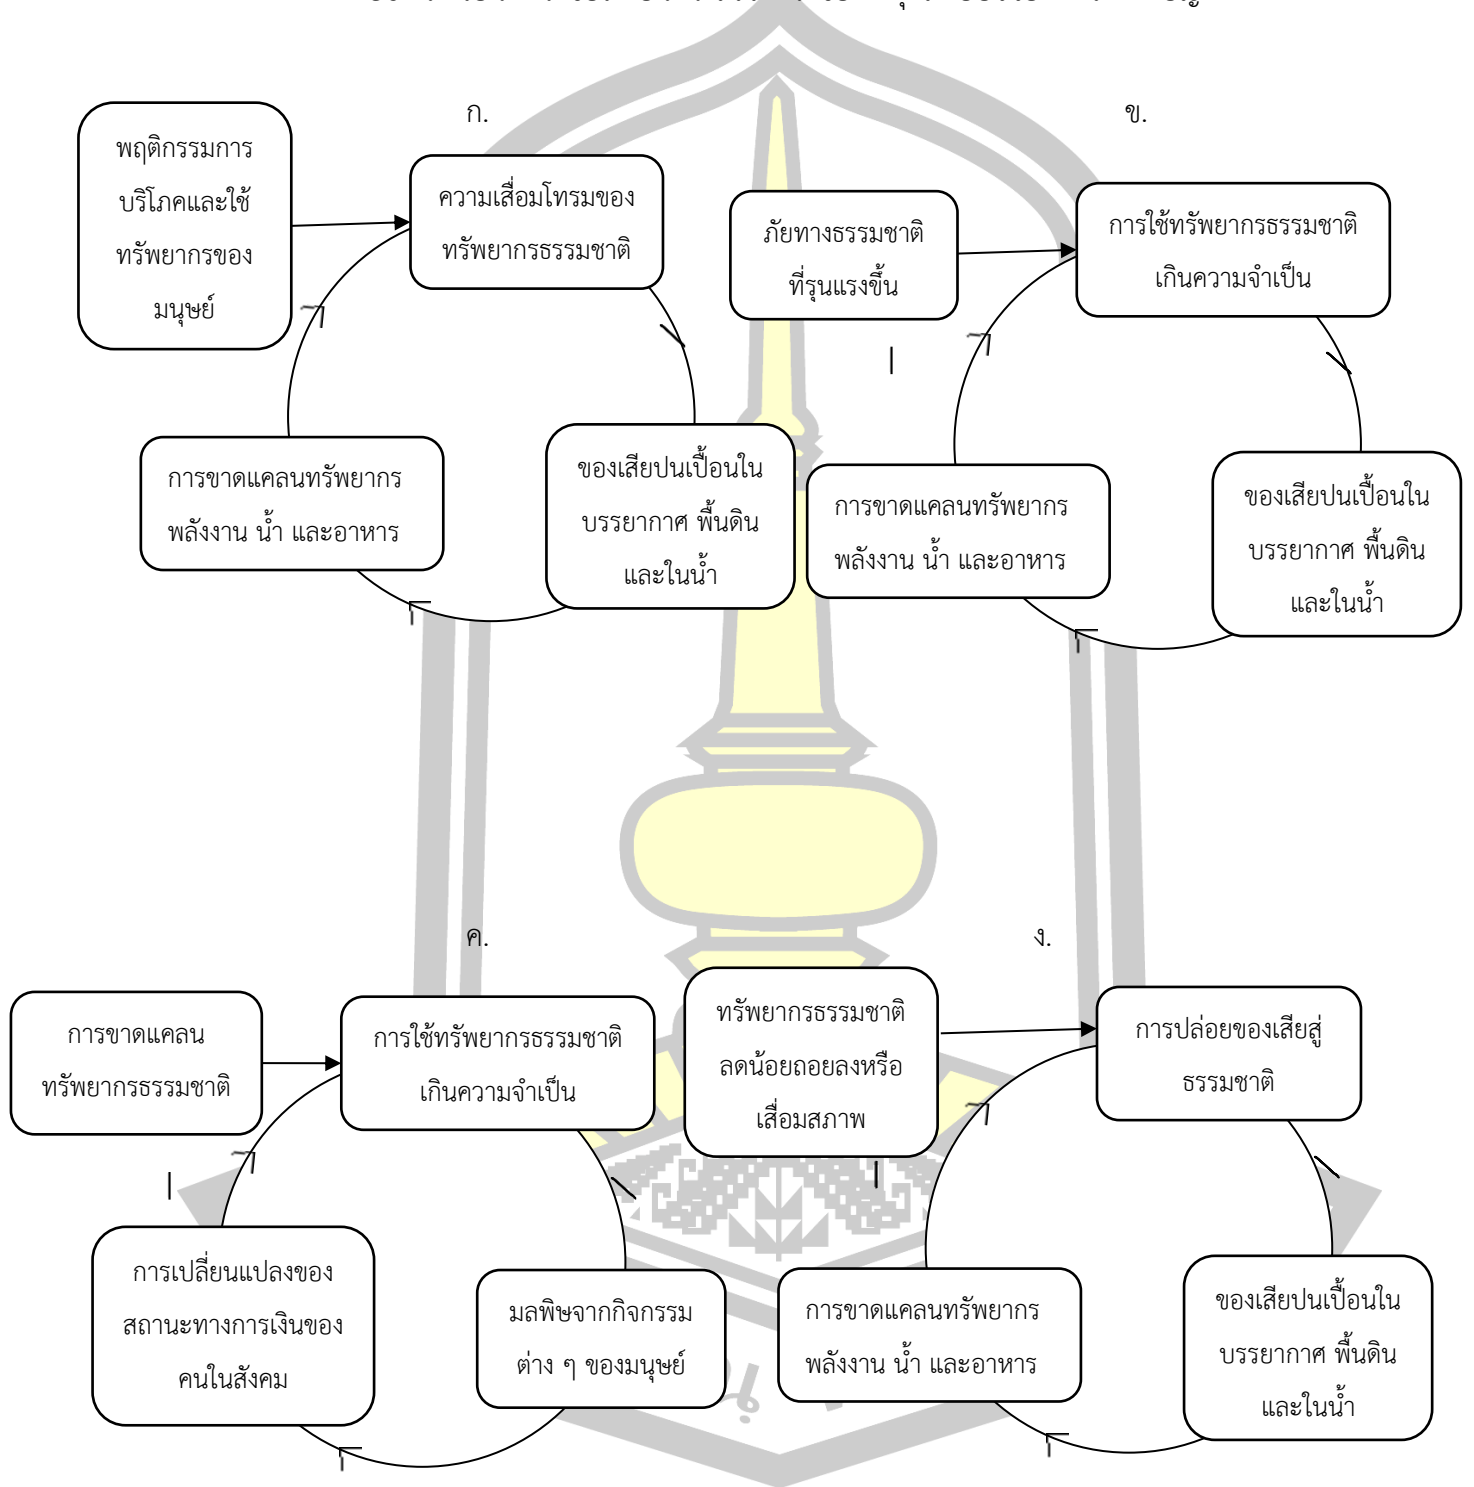 ก.
พฤติกรรมการ
บริโภคและใช้
ทรัพยากรของ
มนุษย์
ความเสื่อมโทรมของ
ทรัพยากรธรรมชาติ
การขาดแคลนทรัพยากร
พลังงาน น้ำ และอาหาร
ของเสียปนเปื้อนใน
บรรยากาศ พื้นดิน
และในน้ำ
ข.
ภัยทางธรรมชาติ
ที่รุนแรงขึ้น
การใช้ทรัพยากรธรรมชาติ
เกินความจำเป็น
การขาดแคลนทรัพยากร
พลังงาน น้ำ และอาหาร
ของเสียปนเปื้อนใน
บรรยากาศ พื้นดิน
และในน้ำ
ค.
การขาดแคลน
ทรัพยากรธรรมชาติ
การใช้ทรัพยากรธรรมชาติ
เกินความจำเป็น
การเปลี่ยนแปลงของ
สถานะทางการเงินของ
คนในสังคม
มลพิษจากกิจกรรม
ต่าง ๆ ของมนุษย์
ง.
ทรัพยากรธรรมชาติ
ลดน้อยถอยลงหรือ
เสื่อมสภาพ
การปล่อยของเสียสู่
ธรรมชาติ
การขาดแคลนทรัพยากร
พลังงาน น้ำ และอาหาร
ของเสียปนเปื้อนใน
บรรยากาศ พื้นดิน
และในน้ำ